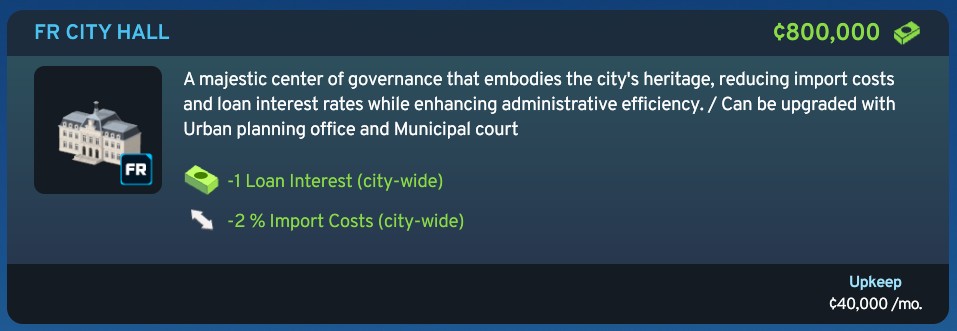 FR CITY HALL
¢800,000
A majestic center of governance that embodies the city's heritage, reducing import costs
and loan interest rates while enhancing administrative efficiency. / Can be upgraded with
Urban planning office and Municipal court
FR
-1 Loan Interest (city-wide)
-2 % Import Costs (city-wide)
Upkeep
¢40,000 /mo.